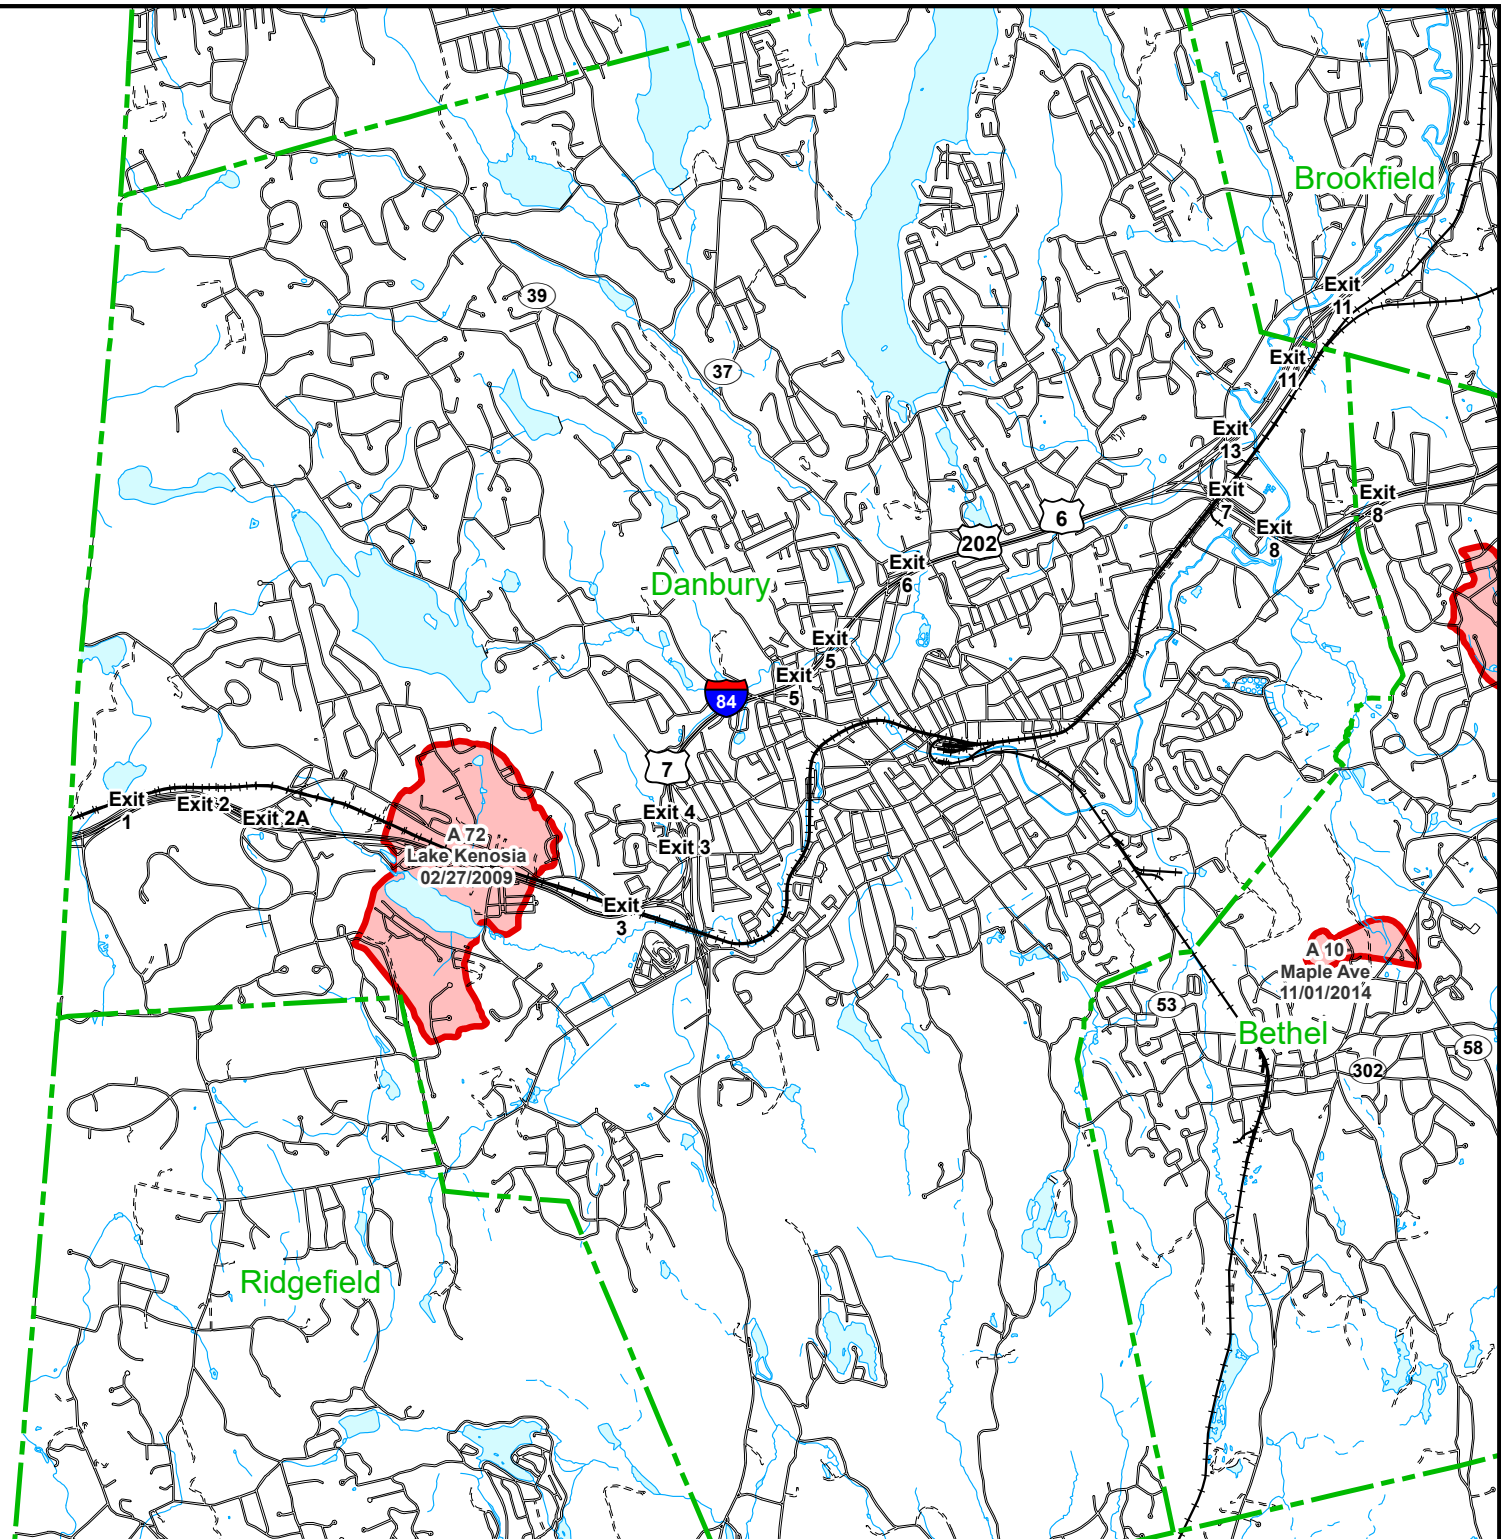 Brookfield
Exit
11
39
Exit
11
37
Exit
13
Exit
7
Exit
8
6
Exit
8
202
Exit
6
Danbury
Exit
5
Exit
5
84
7
Exit
1
Exit 2
Exit 2A
Exit 4
Exit 3
A 72
Lake Kenosia
02/27/2009
Exit
3
A 10
Maple Ave
11/01/2014
53
Bethel
58
302
Ridgefield